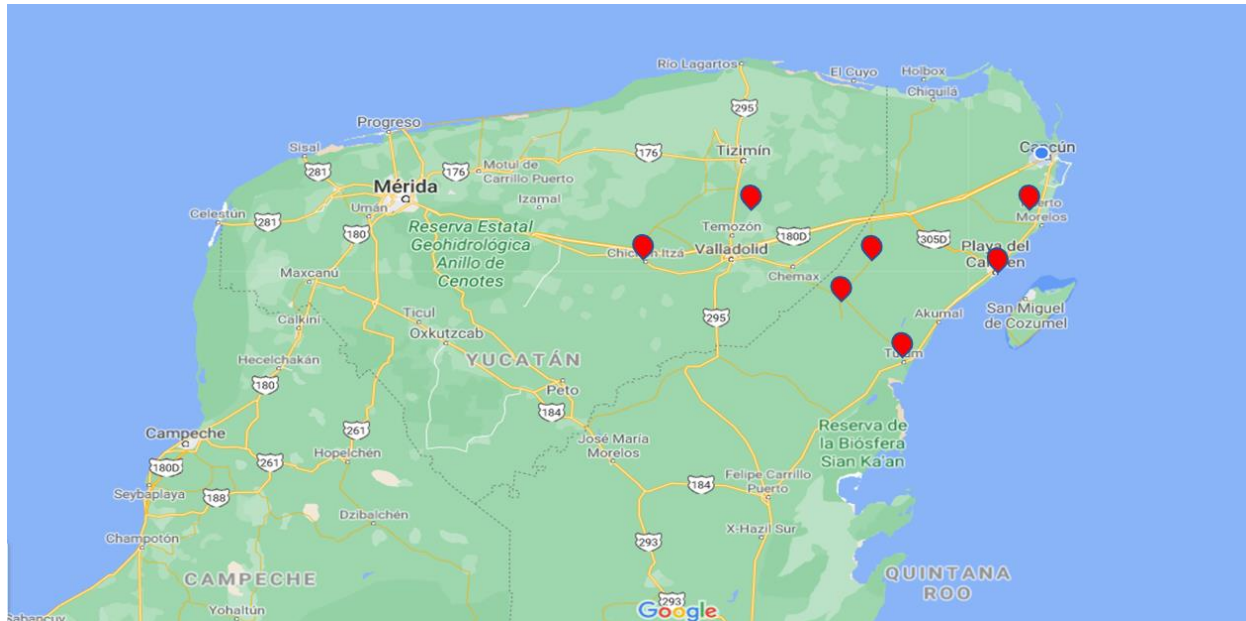 Río Lagartos
El Cuyo
Holbox
Chiquilá
295
Progreso
Sisal
281
176
Motul de
Carrillo Puerto
176
Tizimín
Cancún
Mérida
Izamal
Celestún
281
Umán
180
Reserva Estatal
Geohidrológica
Anillo de
Cenotes
Temozón
180D
305D
Puerto
Morelos
Chichén Itzá
Valladolid
Chemax
Playa del
Carmen
Maxcanú
Calkiní
Ticul
Oxkutzcab
295
Akumal
San Miguel
de Cozumel
Hecelchakán
YUCATÁN
Tulum
180
Peto
184
Campeche
261
José María
Morelos
Reserva de
la Biósfera
Sian Ka'an
180D
261
Hopelchén
Seybaplaya
188
184
Felipe Carrillo
Puerto
Dzibalchén
Champotón
293
X-Hazil Sur
CAMPECHE
QUINTANA
ROO
293
Yohaltún
Google
Sabancuy